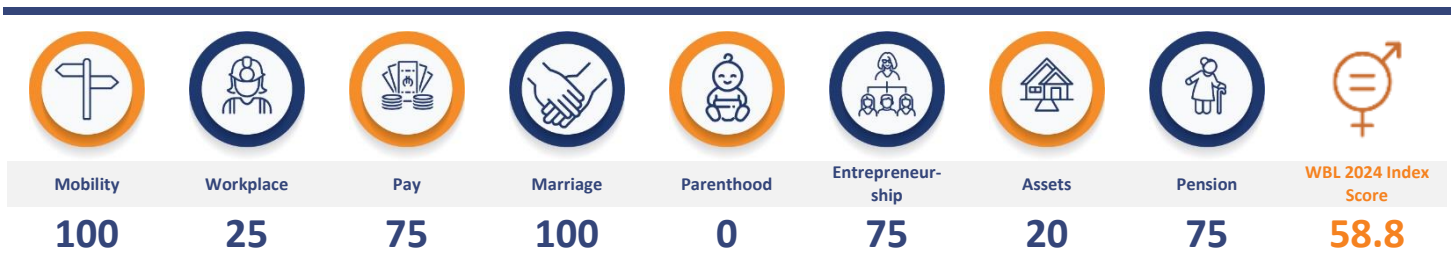 Mobility
Workplace
Pay
Marriage
Parenthood
Entrepreneur-
ship
Assets
Pension
WBL 2024 Index
Score
100
25
75
100
0
75
20
75
58.8